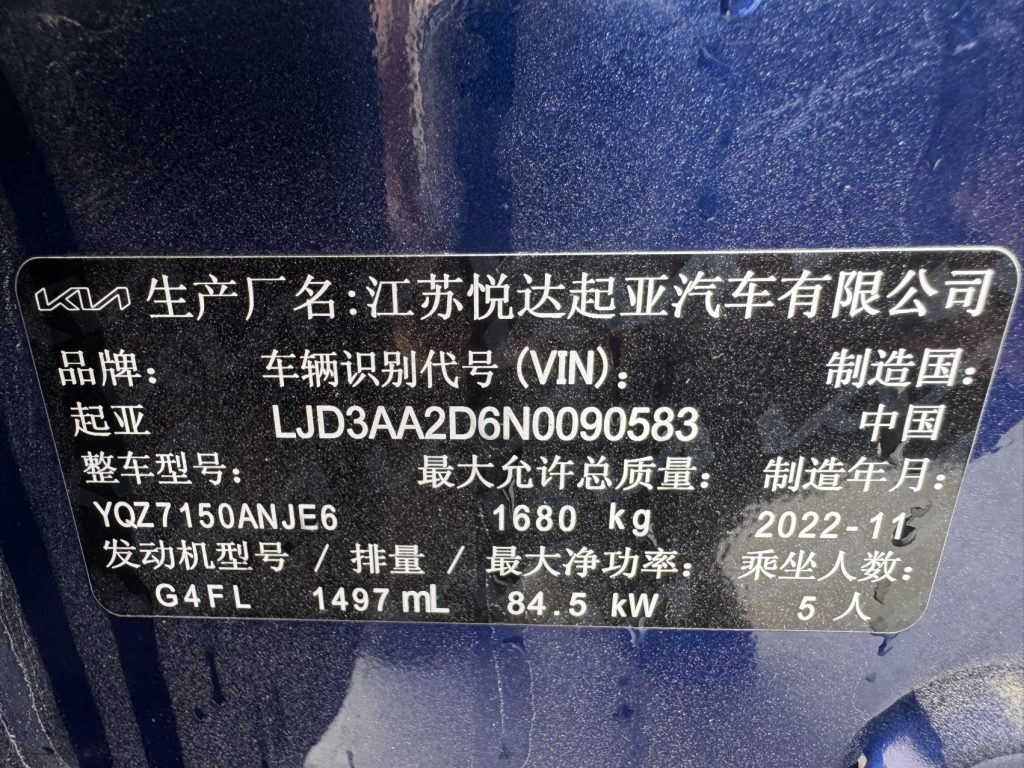 KIA 生产厂名:江苏悦达起亚汽车有限公司
品牌: 车辆识别代号(VIN): 制造国:
起亚 LJD3AA2D6N0090583 中国
整车型号: 最大允许总质量: 制造年月:
YQZ7150ANJE6 1680 kg 2022-11
发动机型号 / 排量 / 最大净功率: 乘坐人数:
G4FL 1497 mL 84.5 kW 5 人